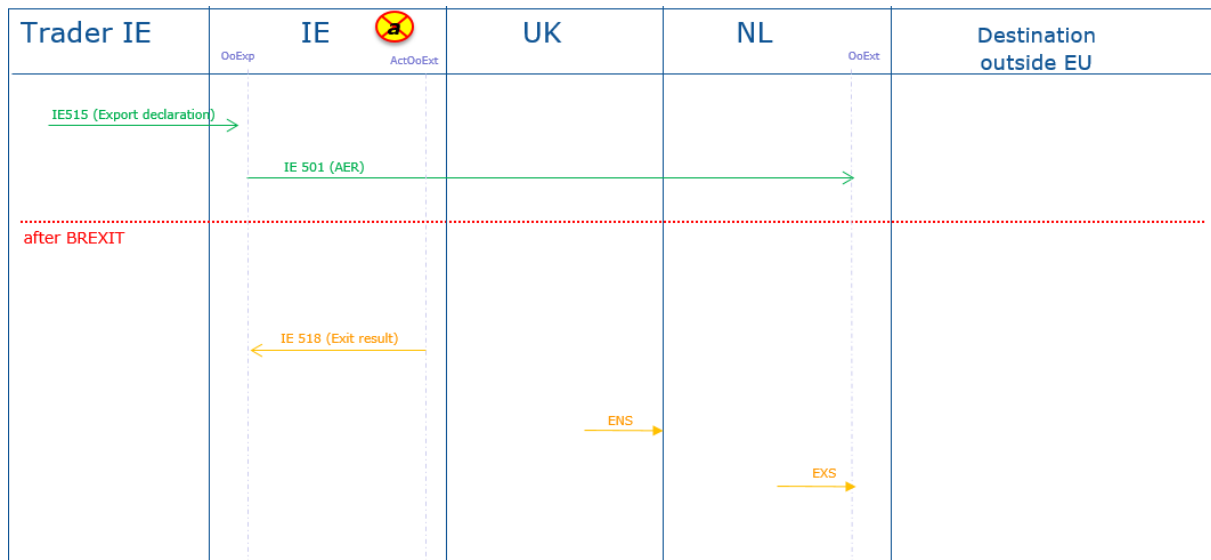 Trader IE
IE
a
UK
NL
Destination
outside EU
OoExp
ActOoExt
OoExt
IE515 (Export declaration)
IE 501 (AER)
after BREXIT
IE 518 (Exit result)
ENS
EXS